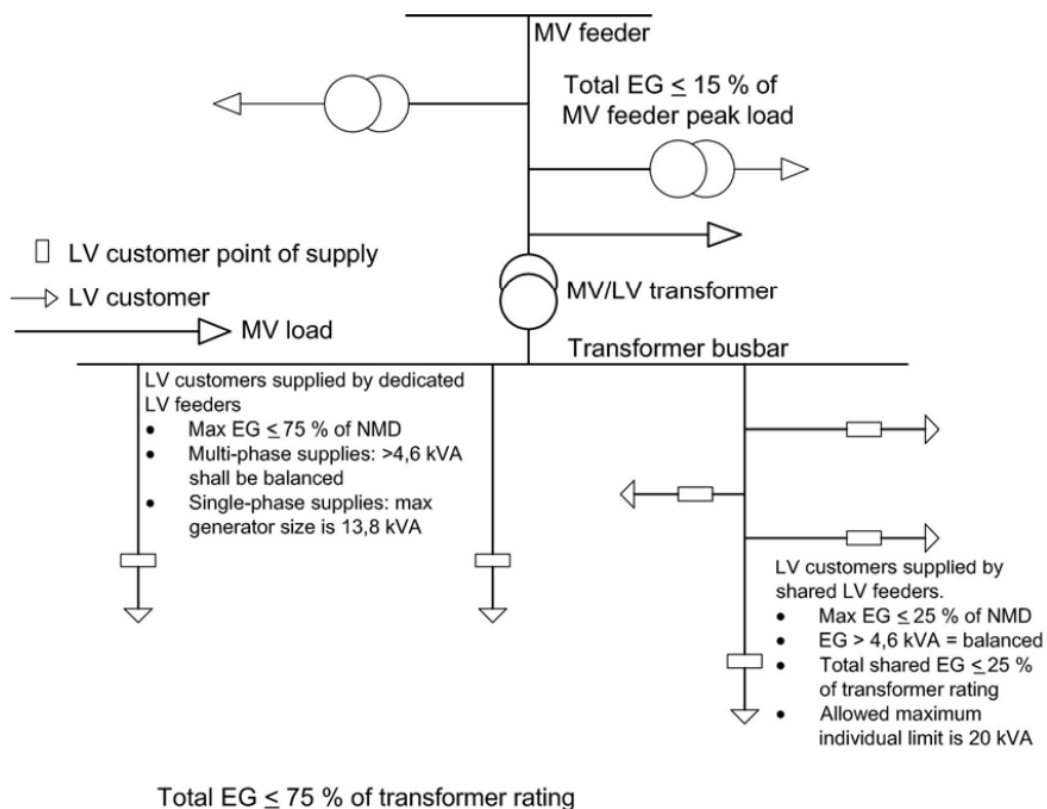 MV feeder
Total EG ≤ 15 % of
MV feeder peak load
LV customer point of supply
LV customer
MV load
MV/LV transformer
Transformer busbar
LV customers supplied by dedicated
LV feeders
• Max EG ≤ 75 % of NMD
• Multi-phase supplies: >4,6 kVA
shall be balanced
• Single-phase supplies: max
generator size is 13,8 kVA
LV customers supplied by
shared LV feeders.
• Max EG ≤ 25 % of NMD
• EG > 4,6 kVA = balanced
• Total shared EG ≤ 25 %
of transformer rating
• Allowed maximum
individual limit is 20 kVA
Total EG ≤ 75 % of transformer rating